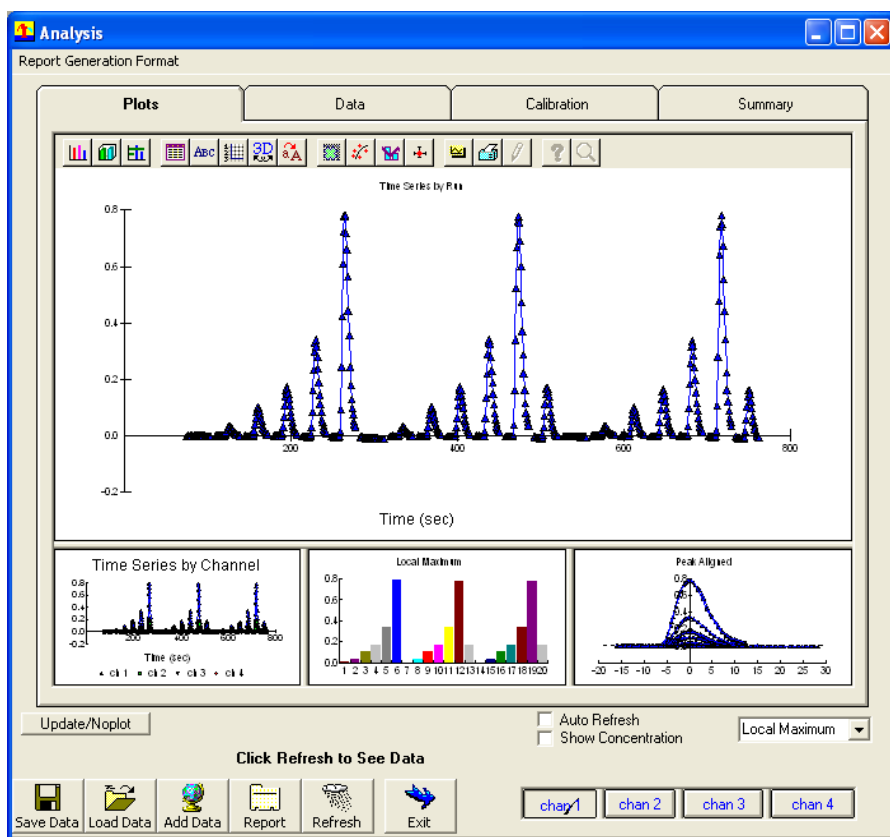 Analysis
Report Generation Format
Plots Data Calibration Summary
ABC 3D aA
Time Series by Run
0.8
0.6
0.4
0.2
0.0
-0.2
200 400 600 800
Time (sec)
Time Series by Channel
0.8
0.6
0.4
0.2
0.0
-0.2
200 400 600 800
Time (sec)
ch 1 ch 2 ch 3 ch 4
Local Maximum
0.8
0.6
0.4
0.2
0.0
1 2 3 4 5 6 7 8 9 10 11 12 13 14 15 16 17 18 19 20
Peak Aligned
0.8
0.6
0.4
-20 -15 -10 -5 0 5 10 15 20 25 30
Update/Noplot
Auto Refresh
Show Concentration
Local Maximum
Click Refresh to See Data
Save Data Load Data Add Data Report Refresh Exit
chan 1 chan 2 chan 3 chan 4